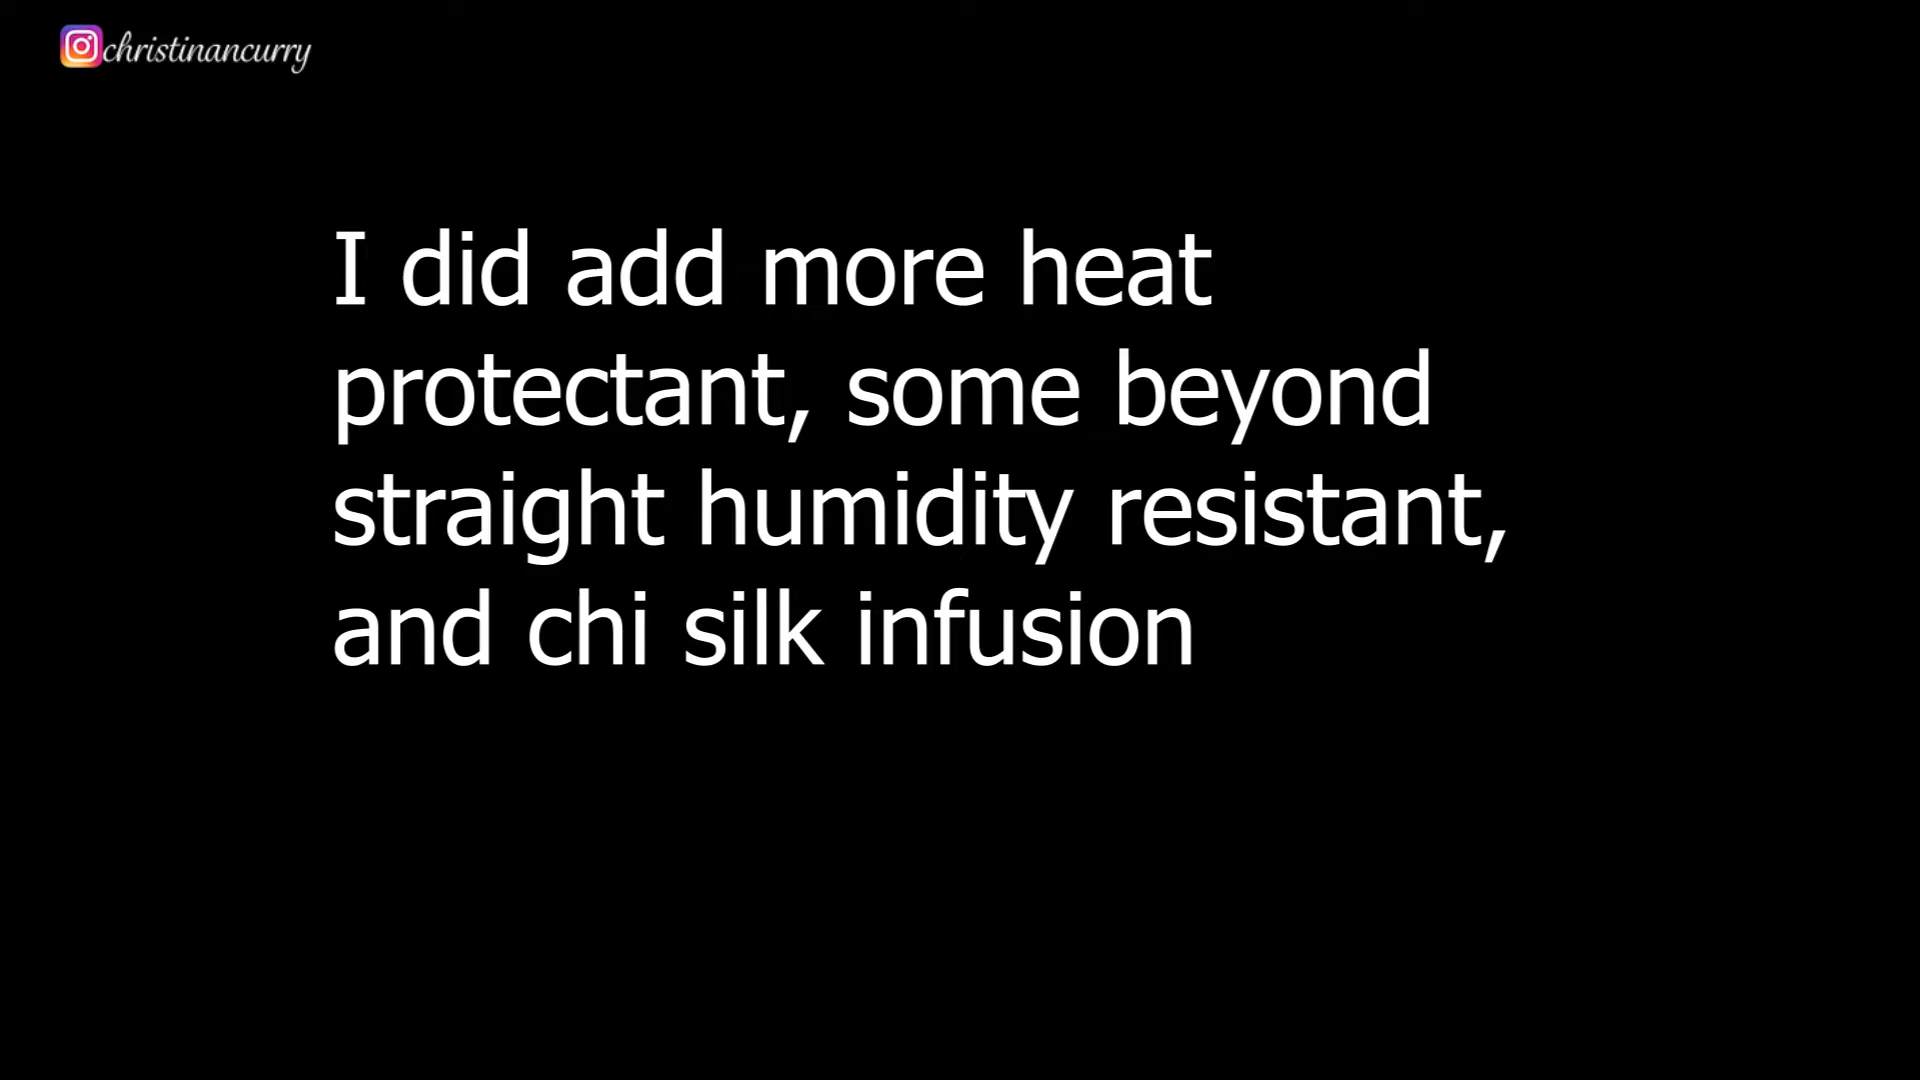 christinancurry
I did add more heat
protectant, some beyond
straight humidity resistant,
and chi silk infusion